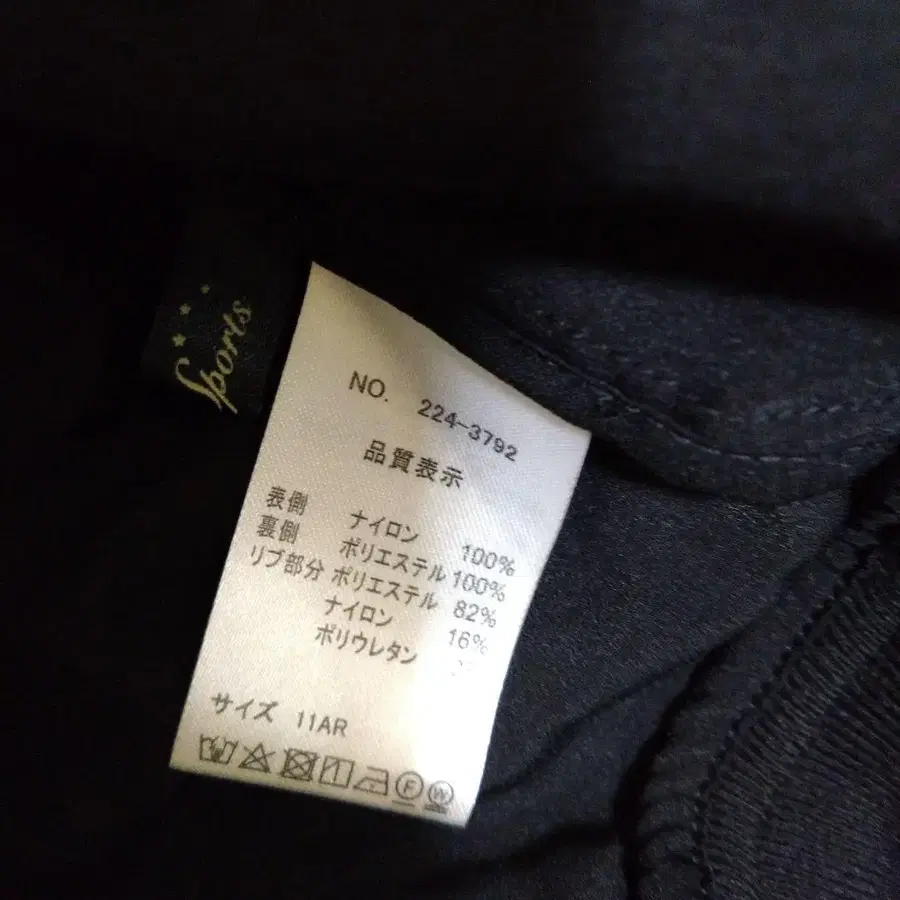 Sports
NO. 224-3792
品質表示
表側 ナイロン 100%
裏側 ポリエステル 100%
リブ部分 ポリエステル 82%
ナイロン 16%
ポリウレタン
サイズ 11AR
F W